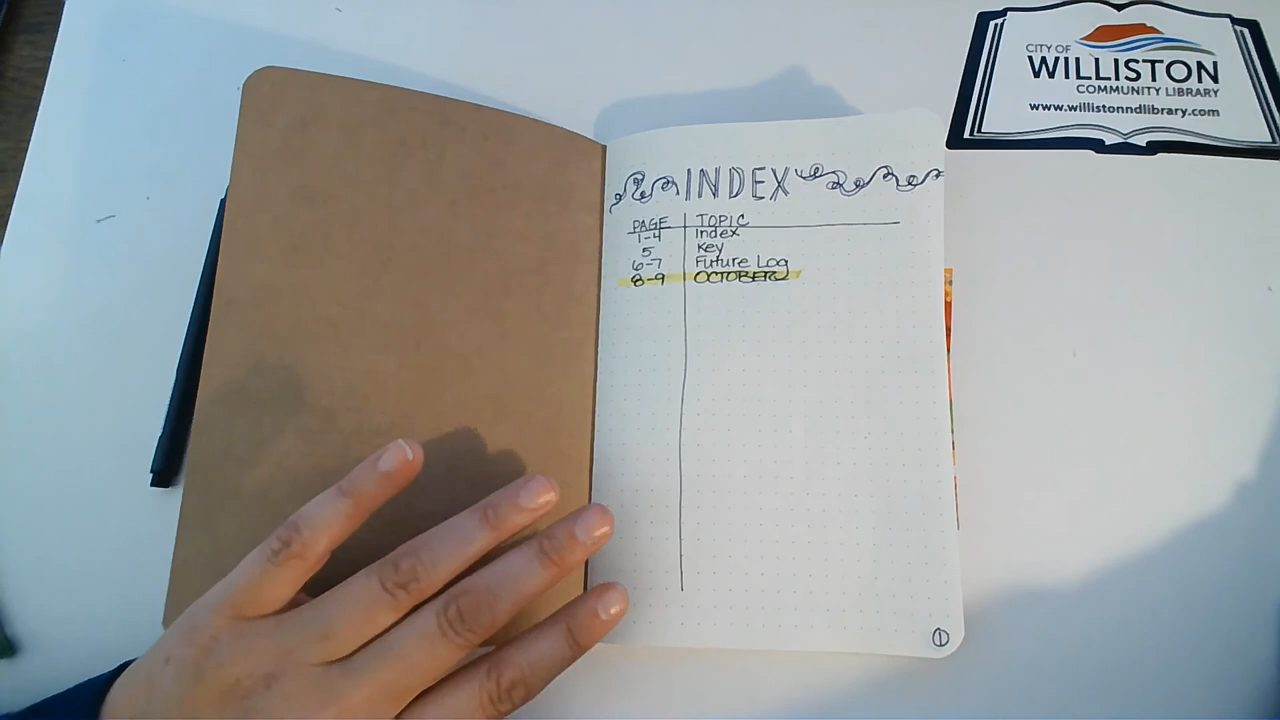 CITY OF
WILLISTON
COMMUNITY LIBRARY
www.willistonndlibrary.com
INDEX
PAGE TOPIC
1-4 Index
5 Key
6-7 Future Log
8-9 OCTOBER
1